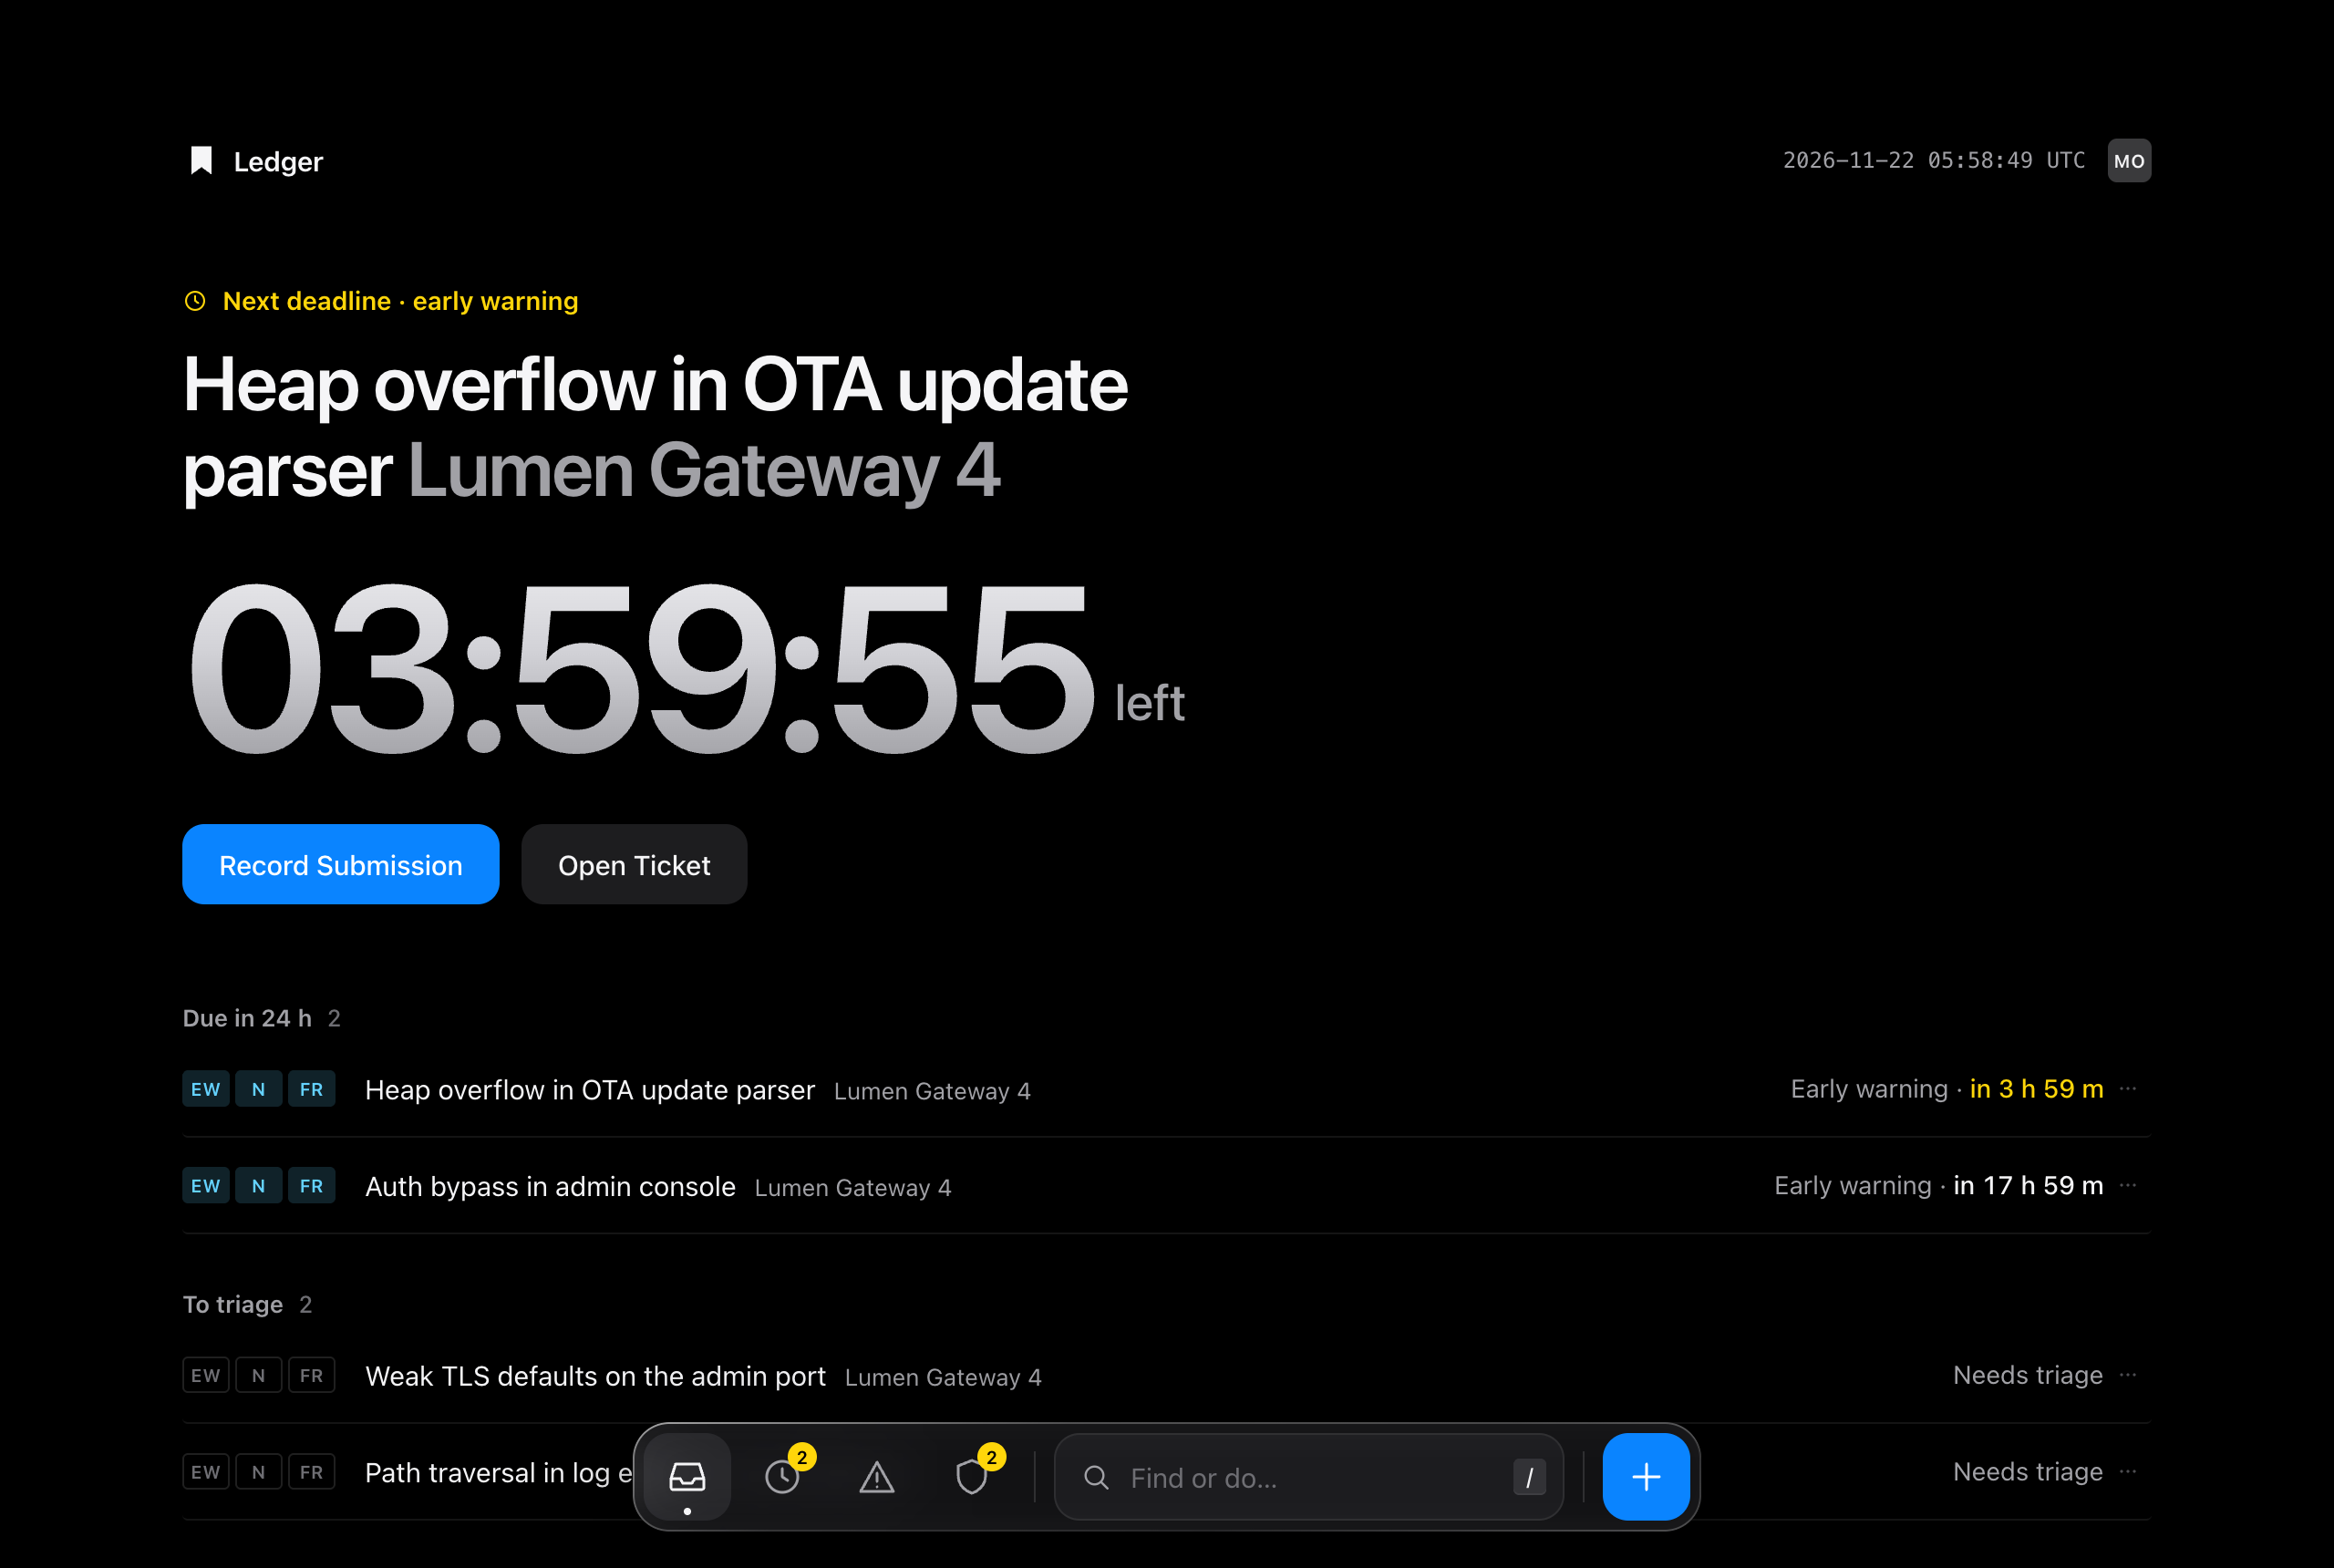 Ledger
2026-11-22 05:58:49 UTC MO
Next deadline · early warning
Heap overflow in OTA update
parser Lumen Gateway 4
03:59:55 left
Record Submission Open Ticket
Due in 24 h 2
EW N FR Heap overflow in OTA update parser Lumen Gateway 4 Early warning · in 3 h 59 m ···
EW N FR Auth bypass in admin console Lumen Gateway 4 Early warning · in 17 h 59 m ···
To triage 2
EW N FR Weak TLS defaults on the admin port Lumen Gateway 4 Needs triage ···
EW N FR Path traversal in log Needs triage ···
2 2 Find or do... /